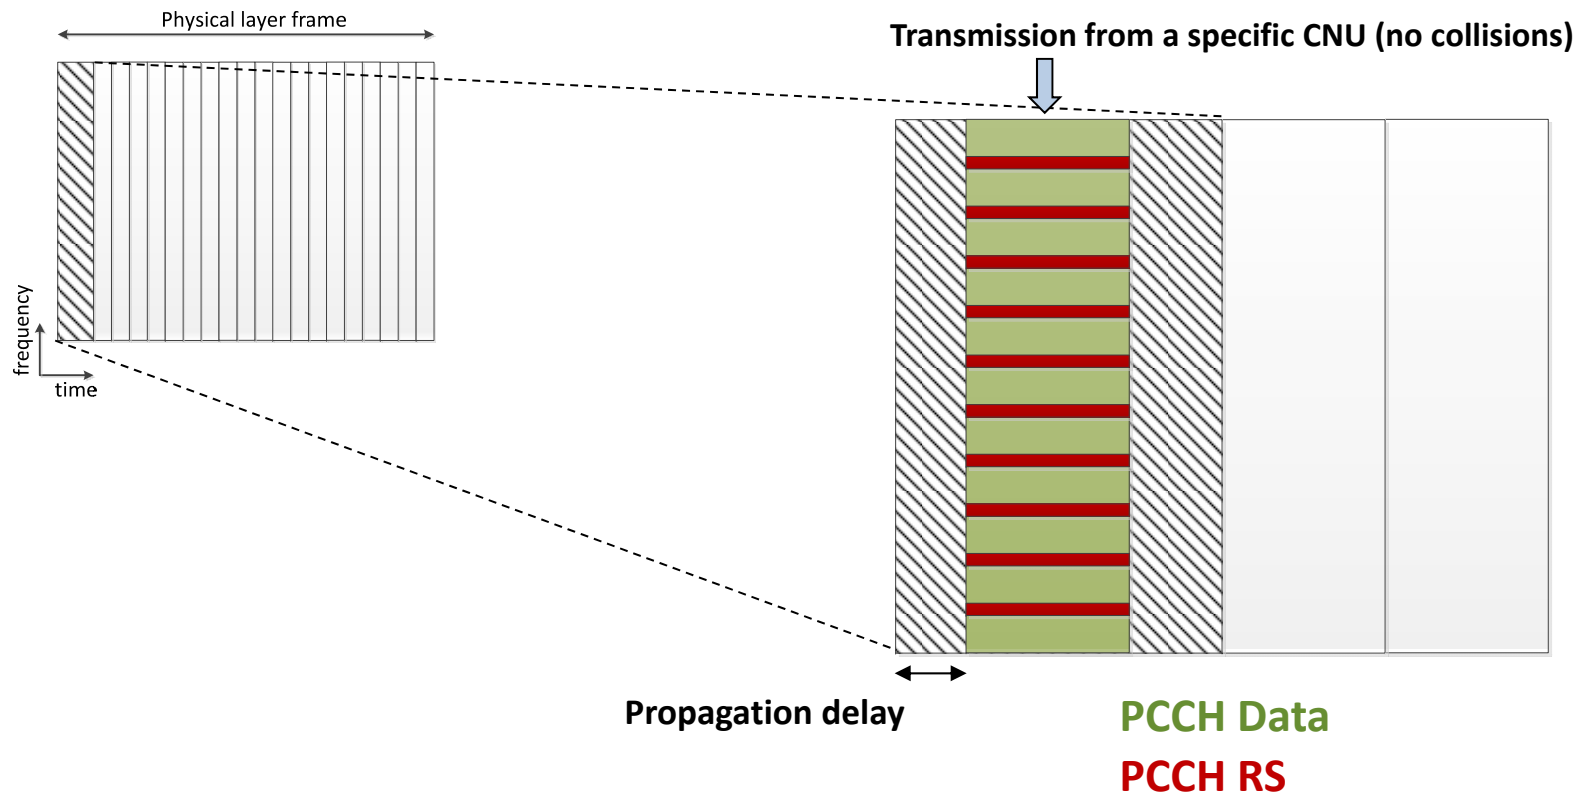 Physical layer frame
Transmission from a specific CNU (no collisions)
frequency
time
Propagation delay
PCCH Data
PCCH RS